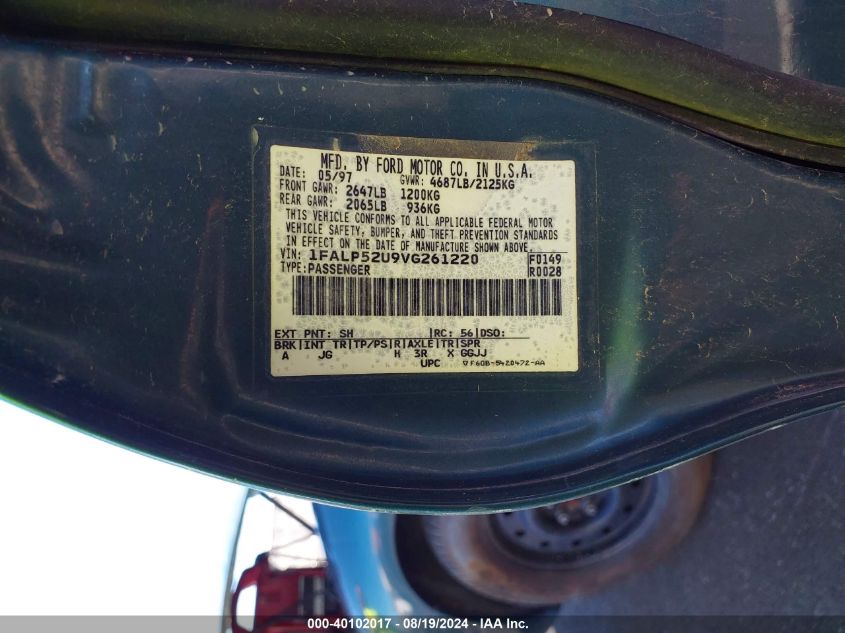 MFD. BY FORD MOTOR CO. IN U.S.A.
DATE: 05/97 GVWR: 4687LB/2125KG
FRONT GAWR: 2647LB 1200KG
REAR GAWR: 2065LB 936KG
THIS VEHICLE CONFORMS TO ALL APPLICABLE FEDERAL MOTOR
VEHICLE SAFETY, BUMPER, AND THEFT PREVENTION STANDARDS
IN EFFECT ON THE DATE OF MANUFACTURE SHOWN ABOVE.
VIN: 1FALP52U9VG261220 F0149
TYPE: PASSENGER R0028
EXT PNT: SH |RC: 56|DSO:
BRK|INT TR|TP/PS|R|AXLE|TR|SPR
A JG H 3R X GGJJ
UPC ∇F60B-5420472-AA
000-40102017 - 08/19/2024 - IAA Inc.